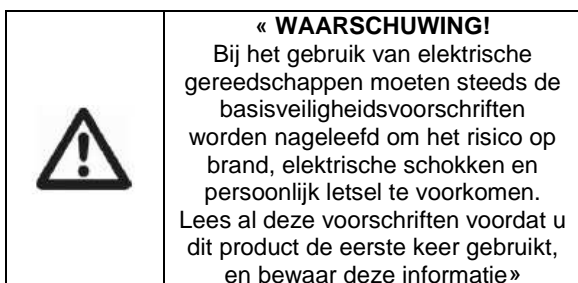 « WAARSCHUWING!
Bij het gebruik van elektrische
gereedschappen moeten steeds de
basisveiligheidsvoorschriften
worden nageleefd om het risico op
brand, elektrische schokken en
persoonlijk letsel te voorkomen.
Lees al deze voorschriften voordat u
dit product de eerste keer gebruikt,
en bewaar deze informatie»